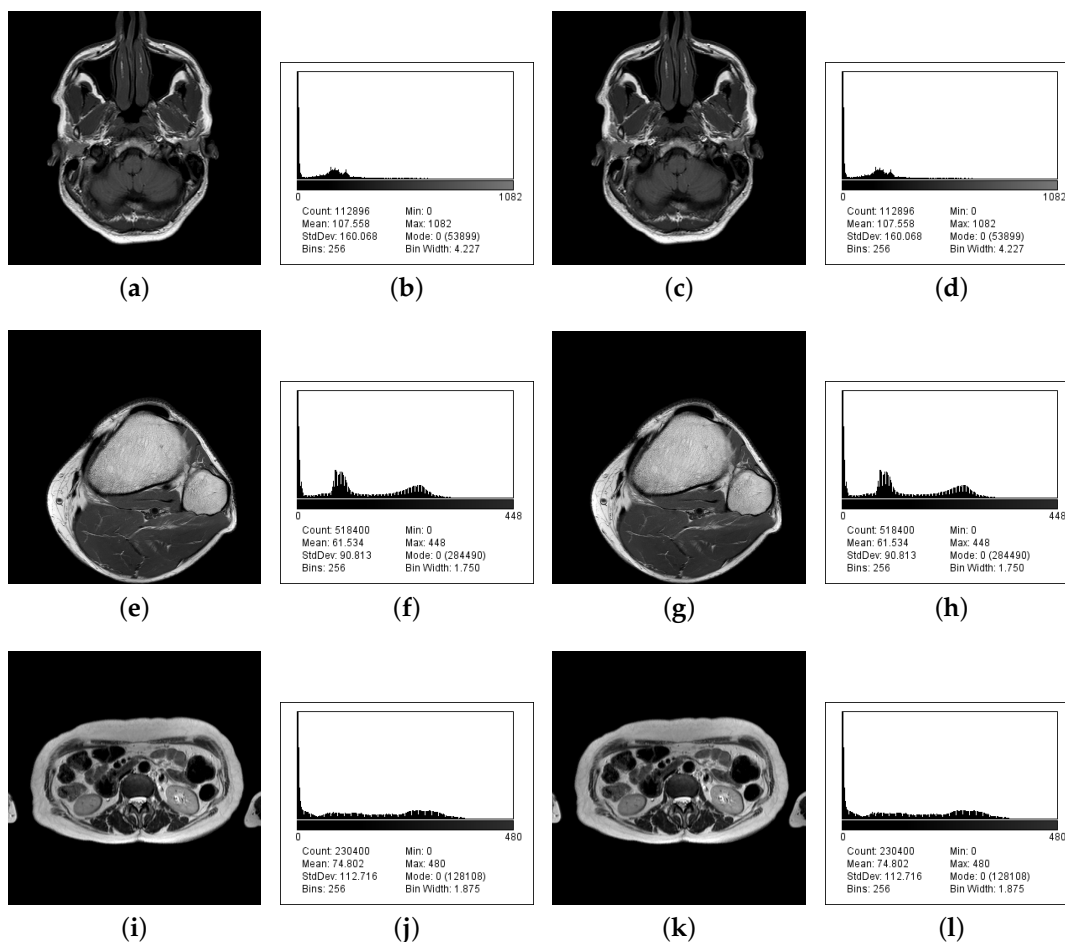 0 1082
Count: 112896 Min: 0
Mean: 107.558 Max: 1082
StdDev: 160.068 Mode: 0 (53899)
Bins: 256 Bin Width: 4.227
0 1082
Count: 112896 Min: 0
Mean: 107.558 Max: 1082
StdDev: 160.068 Mode: 0 (53899)
Bins: 256 Bin Width: 4.227
(a) (b) (c) (d)
0 448
Count: 518400 Min: 0
Mean: 61.534 Max: 448
StdDev: 90.813 Mode: 0 (284490)
Bins: 256 Bin Width: 1.750
0 448
Count: 518400 Min: 0
Mean: 61.534 Max: 448
StdDev: 90.813 Mode: 0 (284490)
Bins: 256 Bin Width: 1.750
(e) (f) (g) (h)
0 480
Count: 230400 Min: 0
Mean: 74.802 Max: 480
StdDev: 112.716 Mode: 0 (128108)
Bins: 256 Bin Width: 1.875
0 480
Count: 230400 Min: 0
Mean: 74.802 Max: 480
StdDev: 112.716 Mode: 0 (128108)
Bins: 256 Bin Width: 1.875
(i) (j) (k) (l)